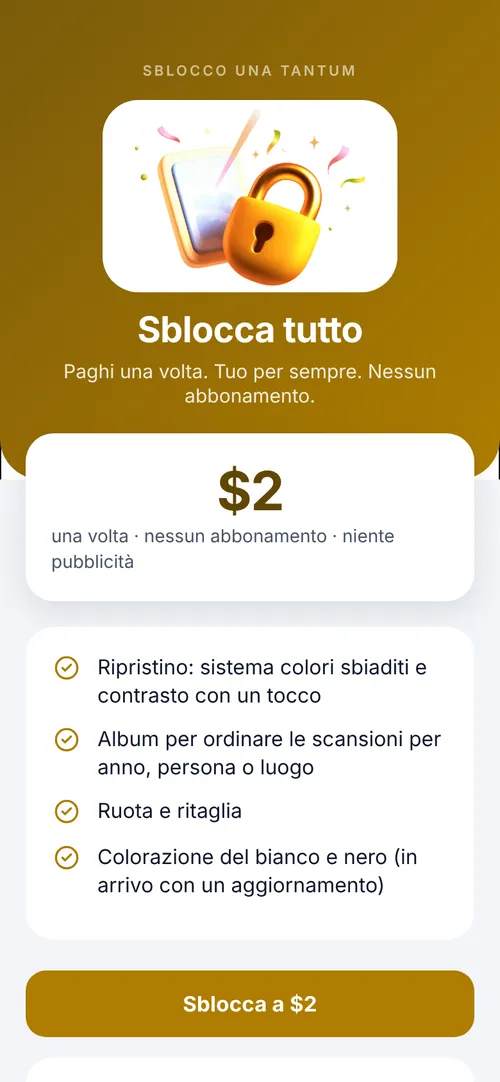 SBLOCCO UNA TANTUM
Sblocca tutto
Paghi una volta. Tuo per sempre. Nessun
abbonamento.
$2
una volta · nessun abbonamento · niente
pubblicità
Ripristino: sistema colori sbiaditi e
contrasto con un tocco
Album per ordinare le scansioni per
anno, persona o luogo
Ruota e ritaglia
Colorazione del bianco e nero (in
arrivo con un aggiornamento)
Sblocca a $2